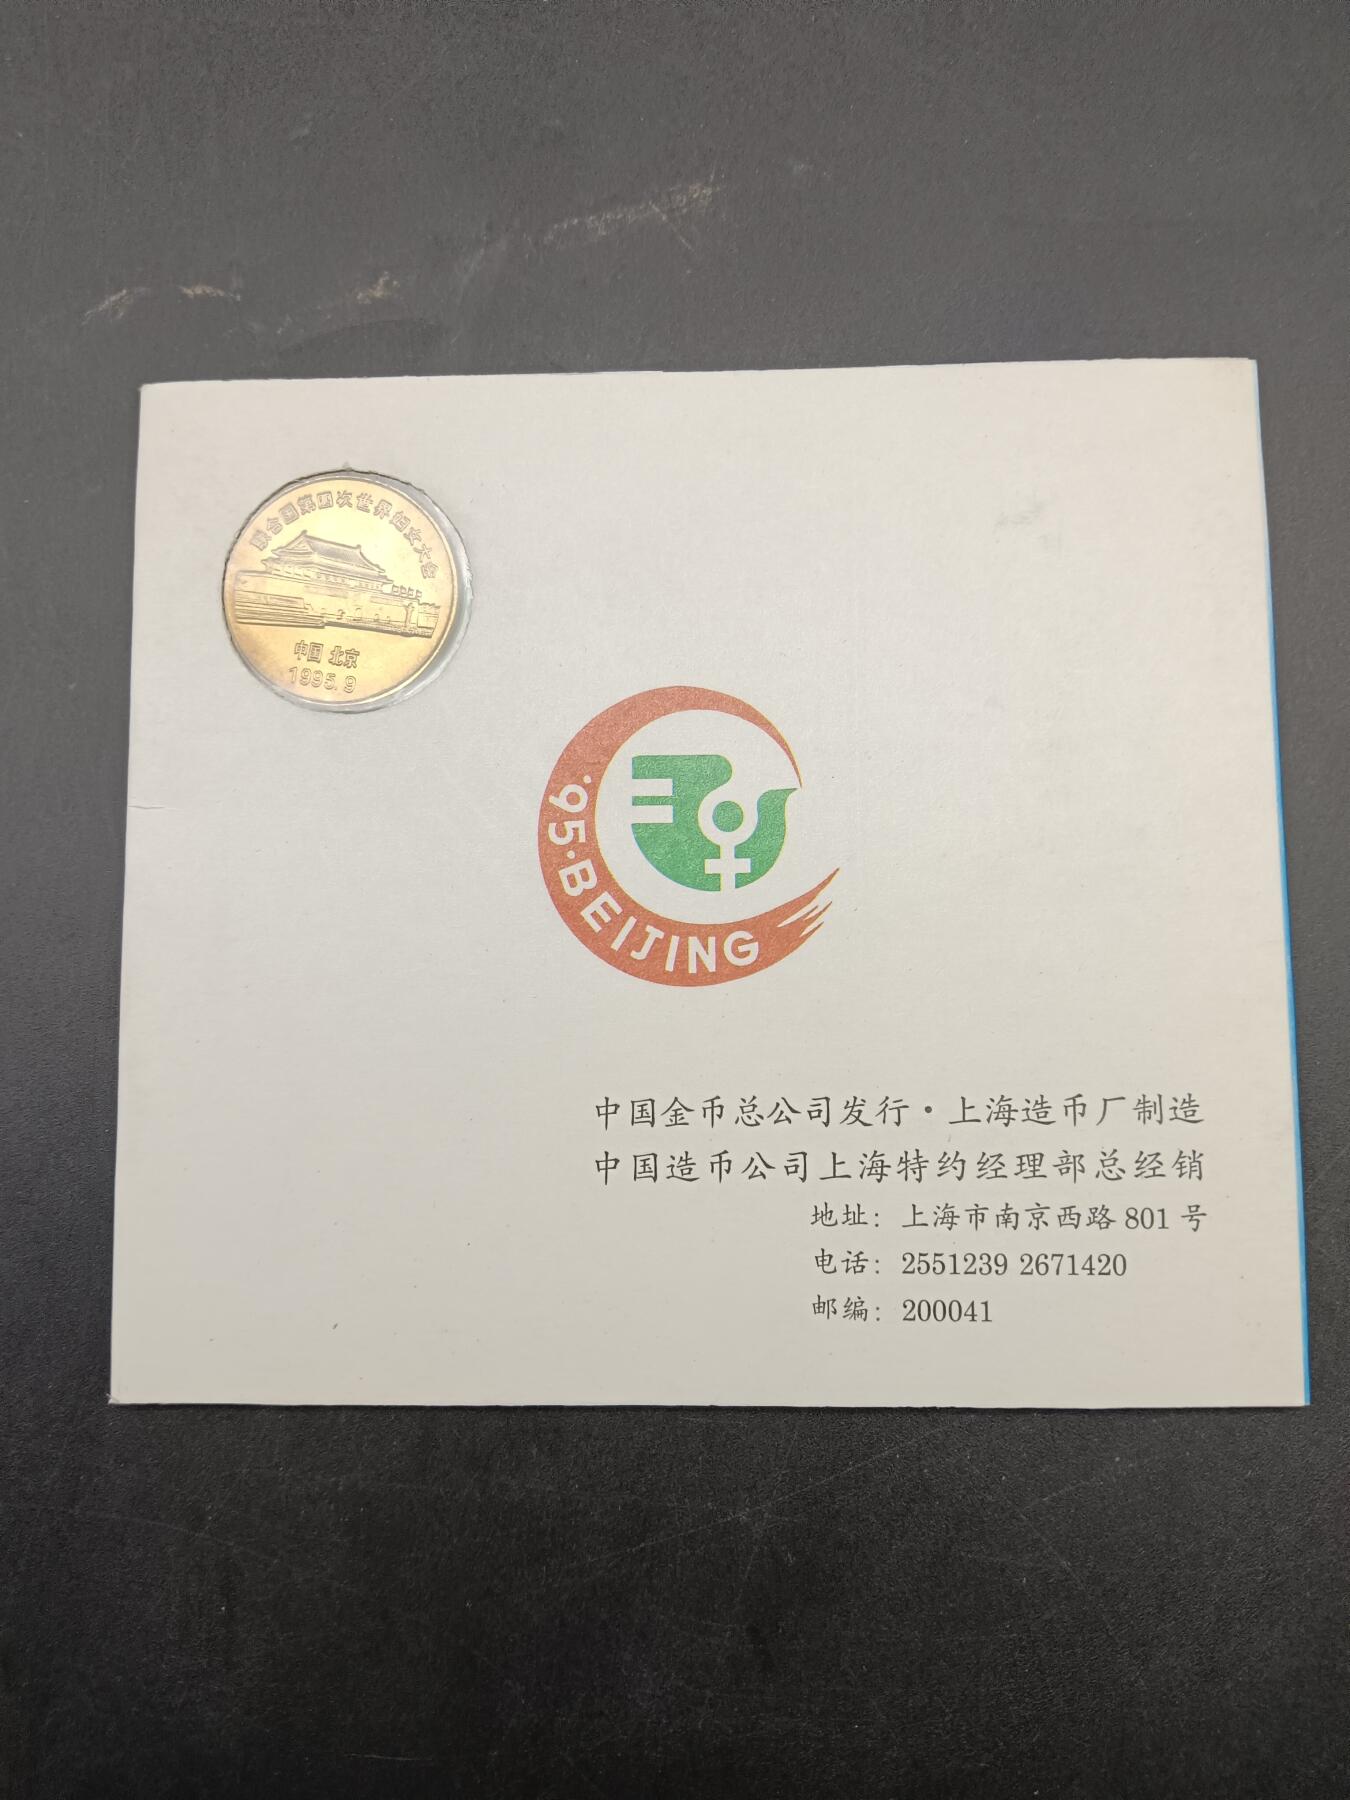 联合国第四次世界妇女大会
中国 北京
1995.9
'95·BEIJING
中国金币总公司发行·上海造币厂制造
中国造币公司上海特约经理部总经销
地址：上海市南京西路 801 号
电话：2551239 2671420
邮编：200041